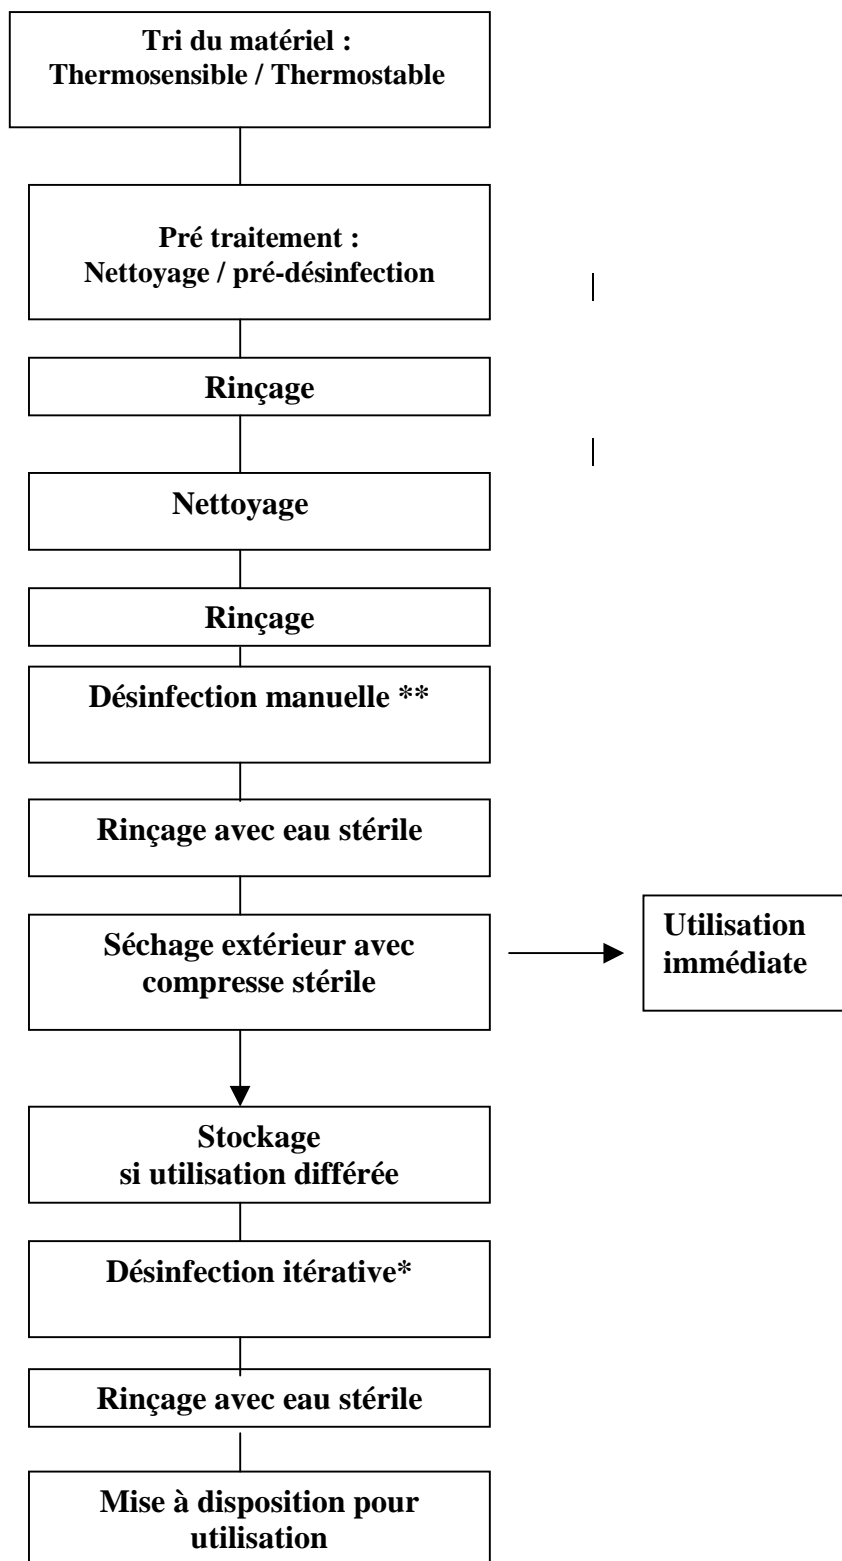 Tri du matériel :
Thermosensible / Thermostable
Pré traitement :
Nettoyage / pré-désinfection
Rinçage
Nettoyage
Rinçage
Désinfection manuelle **
Rinçage avec eau stérile
Séchage extérieur avec
compresse stérile
Utilisation
immédiate
Stockage
si utilisation différée
Désinfection itérative*
Rinçage avec eau stérile
Mise à disposition pour
utilisation